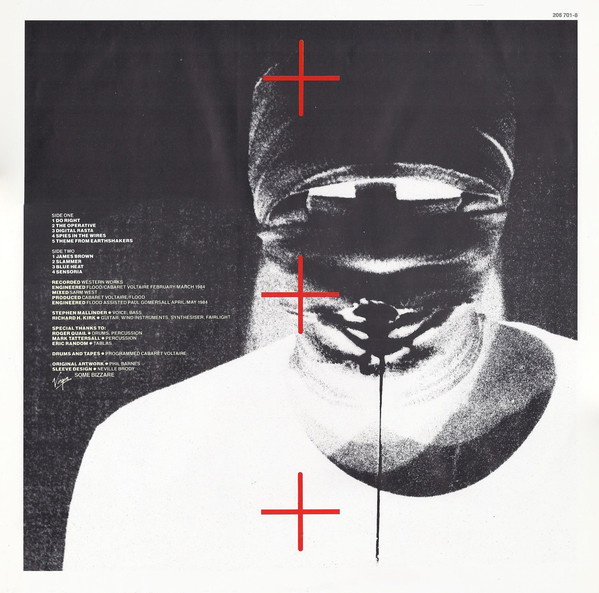 206 701-6
SIDE ONE
1 DO RIGHT
2 THE OPERATIVE
3 DIGITAL RASTA
4 SPIES IN THE WIRES
5 THEME FROM EARTHSHAKERS
SIDE TWO
1 JAMES BROWN
2 SLAMMER
3 BLUE HEAT
4 SENSORIA
RECORDED WESTERN WORKS
ENGINEERED FLOOD/CABARET VOLTAIRE FEBRUARY/MARCH 1984
MIXED SARM WEST
PRODUCED CABARET VOLTAIRE/FLOOD
ENGINEERED FLOOD ASSISTED PAUL GOMERSALL APRIL/MAY 1984
STEPHEN MALLINDER ● VOICE, BASS,
RICHARD H. KIRK ● GUITAR, WIND INSTRUMENTS, SYNTHESISER, FAIRLIGHT
SPECIAL THANKS TO:
ROGER QUAIL ● DRUMS, PERCUSSION
MARK TATTERSALL ● PERCUSSION
ERIC RANDOM ● TABLAS
DRUMS AND TAPES ● PROGRAMMED CABARET VOLTAIRE
ORIGINAL ARTWORK ● PHIL BARNES
SLEEVE DESIGN ● NEVILLE BRODY
Virgin SOME BIZZARE